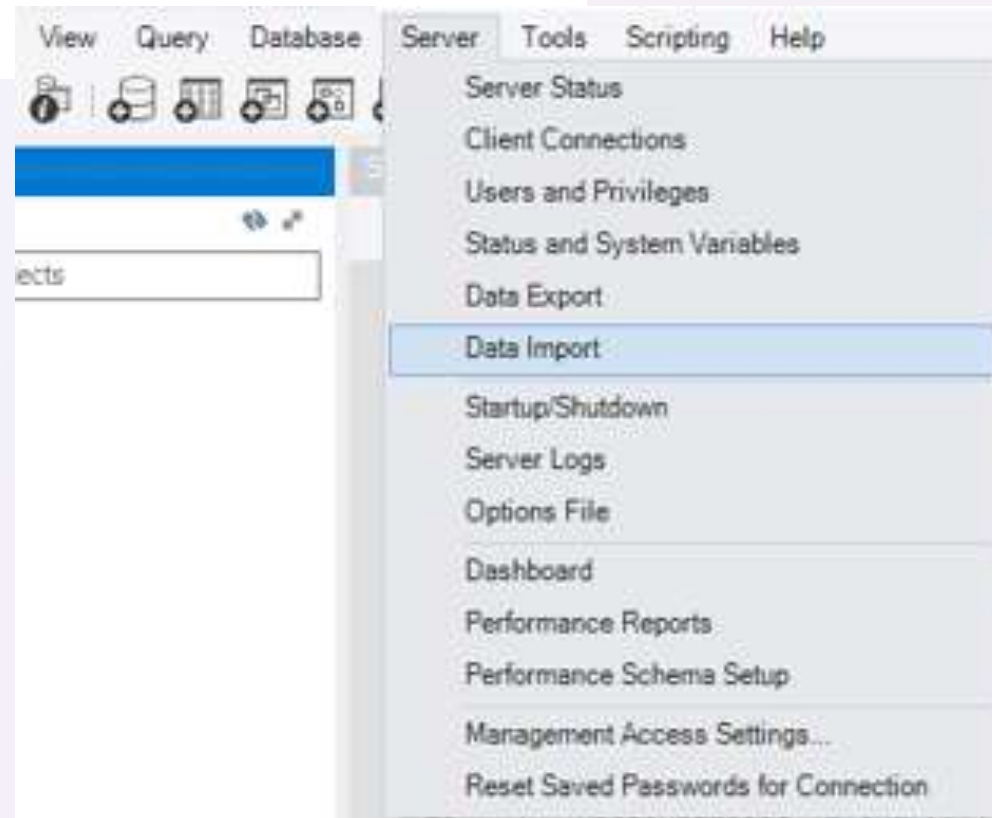 View Query Database Server Tools Scripting Help
Server Status
Client Connections
Users and Privileges
Status and System Variables
ects
Data Export
Data Import
Startup/Shutdown
Server Logs
Options File
Dashboard
Performance Reports
Performance Schema Setup
Management Access Settings...
Reset Saved Passwords for Connection